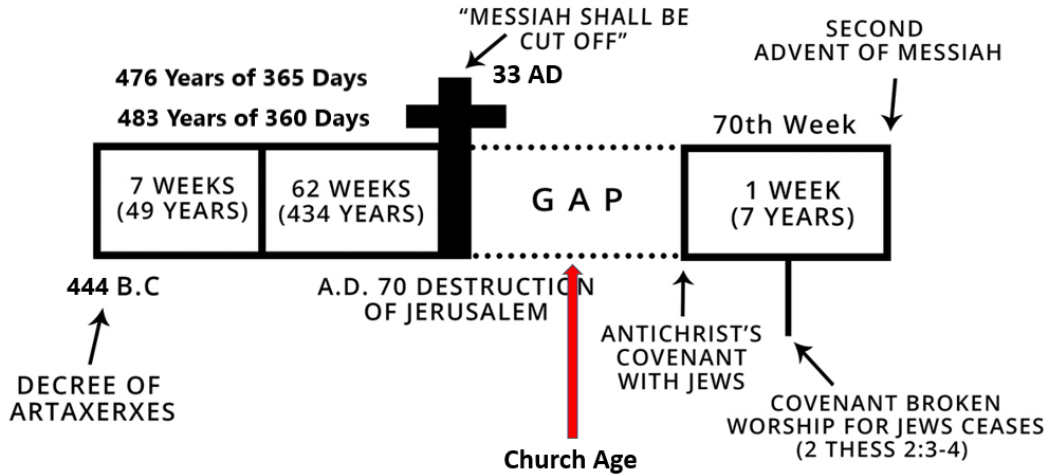 "MESSIAH SHALL BE
CUT OFF"
33 AD
SECOND
ADVENT OF MESSIAH
476 Years of 365 Days
483 Years of 360 Days
70th Week
7 WEEKS
(49 YEARS)
62 WEEKS
(434 YEARS)
GAP
1 WEEK
(7 YEARS)
444 B.C
A.D. 70 DESTRUCTION
OF JERUSALEM
DECREE OF
ARTAXERXES
ANTICHRIST'S
COVENANT
WITH JEWS
COVENANT BROKEN
WORSHIP FOR JEWS CEASES
(2 THESS 2:3-4)
Church Age